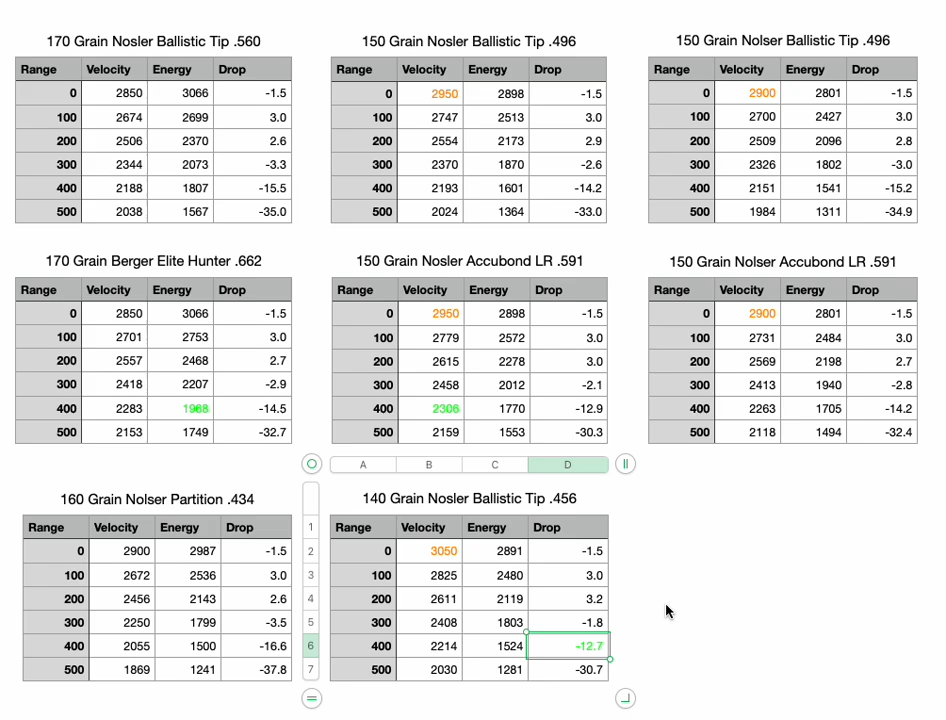 170 Grain Nosler Ballistic Tip .560
Range Velocity Energy Drop
0 2850 3066 -1.5
100 2674 2699 3.0
200 2506 2370 2.6
300 2344 2073 -3.3
400 2188 1807 -15.5
500 2038 1567 -35.0
150 Grain Nosler Ballistic Tip .496
Range Velocity Energy Drop
0 2950 2898 -1.5
100 2747 2513 3.0
200 2554 2173 2.9
300 2370 1870 -2.6
400 2193 1601 -14.2
500 2024 1364 -33.0
150 Grain Nolser Ballistic Tip .496
Range Velocity Energy Drop
0 2900 2801 -1.5
100 2700 2427 3.0
200 2509 2096 2.8
300 2326 1802 -3.0
400 2151 1541 -15.2
500 1984 1311 -34.9
170 Grain Berger Elite Hunter .662
Range Velocity Energy Drop
0 2850 3066 -1.5
100 2701 2753 3.0
200 2557 2468 2.7
300 2418 2207 -2.9
400 2283 1968 -14.5
500 2153 1749 -32.7
150 Grain Nosler Accubond LR .591
Range Velocity Energy Drop
0 2950 2898 -1.5
100 2779 2572 3.0
200 2615 2278 3.0
300 2458 2012 -2.1
400 2306 1770 -12.9
500 2159 1553 -30.3
150 Grain Nolser Accubond LR .591
Range Velocity Energy Drop
0 2900 2801 -1.5
100 2731 2484 3.0
200 2569 2198 2.7
300 2413 1940 -2.8
400 2263 1705 -14.2
500 2118 1494 -32.4
160 Grain Nolser Partition .434
Range Velocity Energy Drop
0 2900 2987 -1.5
100 2672 2536 3.0
200 2456 2143 2.6
300 2250 1799 -3.5
400 2055 1500 -16.6
500 1869 1241 -37.8
A B C D
140 Grain Nosler Ballistic Tip .456
1 Range Velocity Energy Drop
2 0 3050 2891 -1.5
3 100 2825 2480 3.0
4 200 2611 2119 3.2
5 300 2408 1803 -1.8
6 400 2214 1524 -12.7
7 500 2030 1281 -30.7